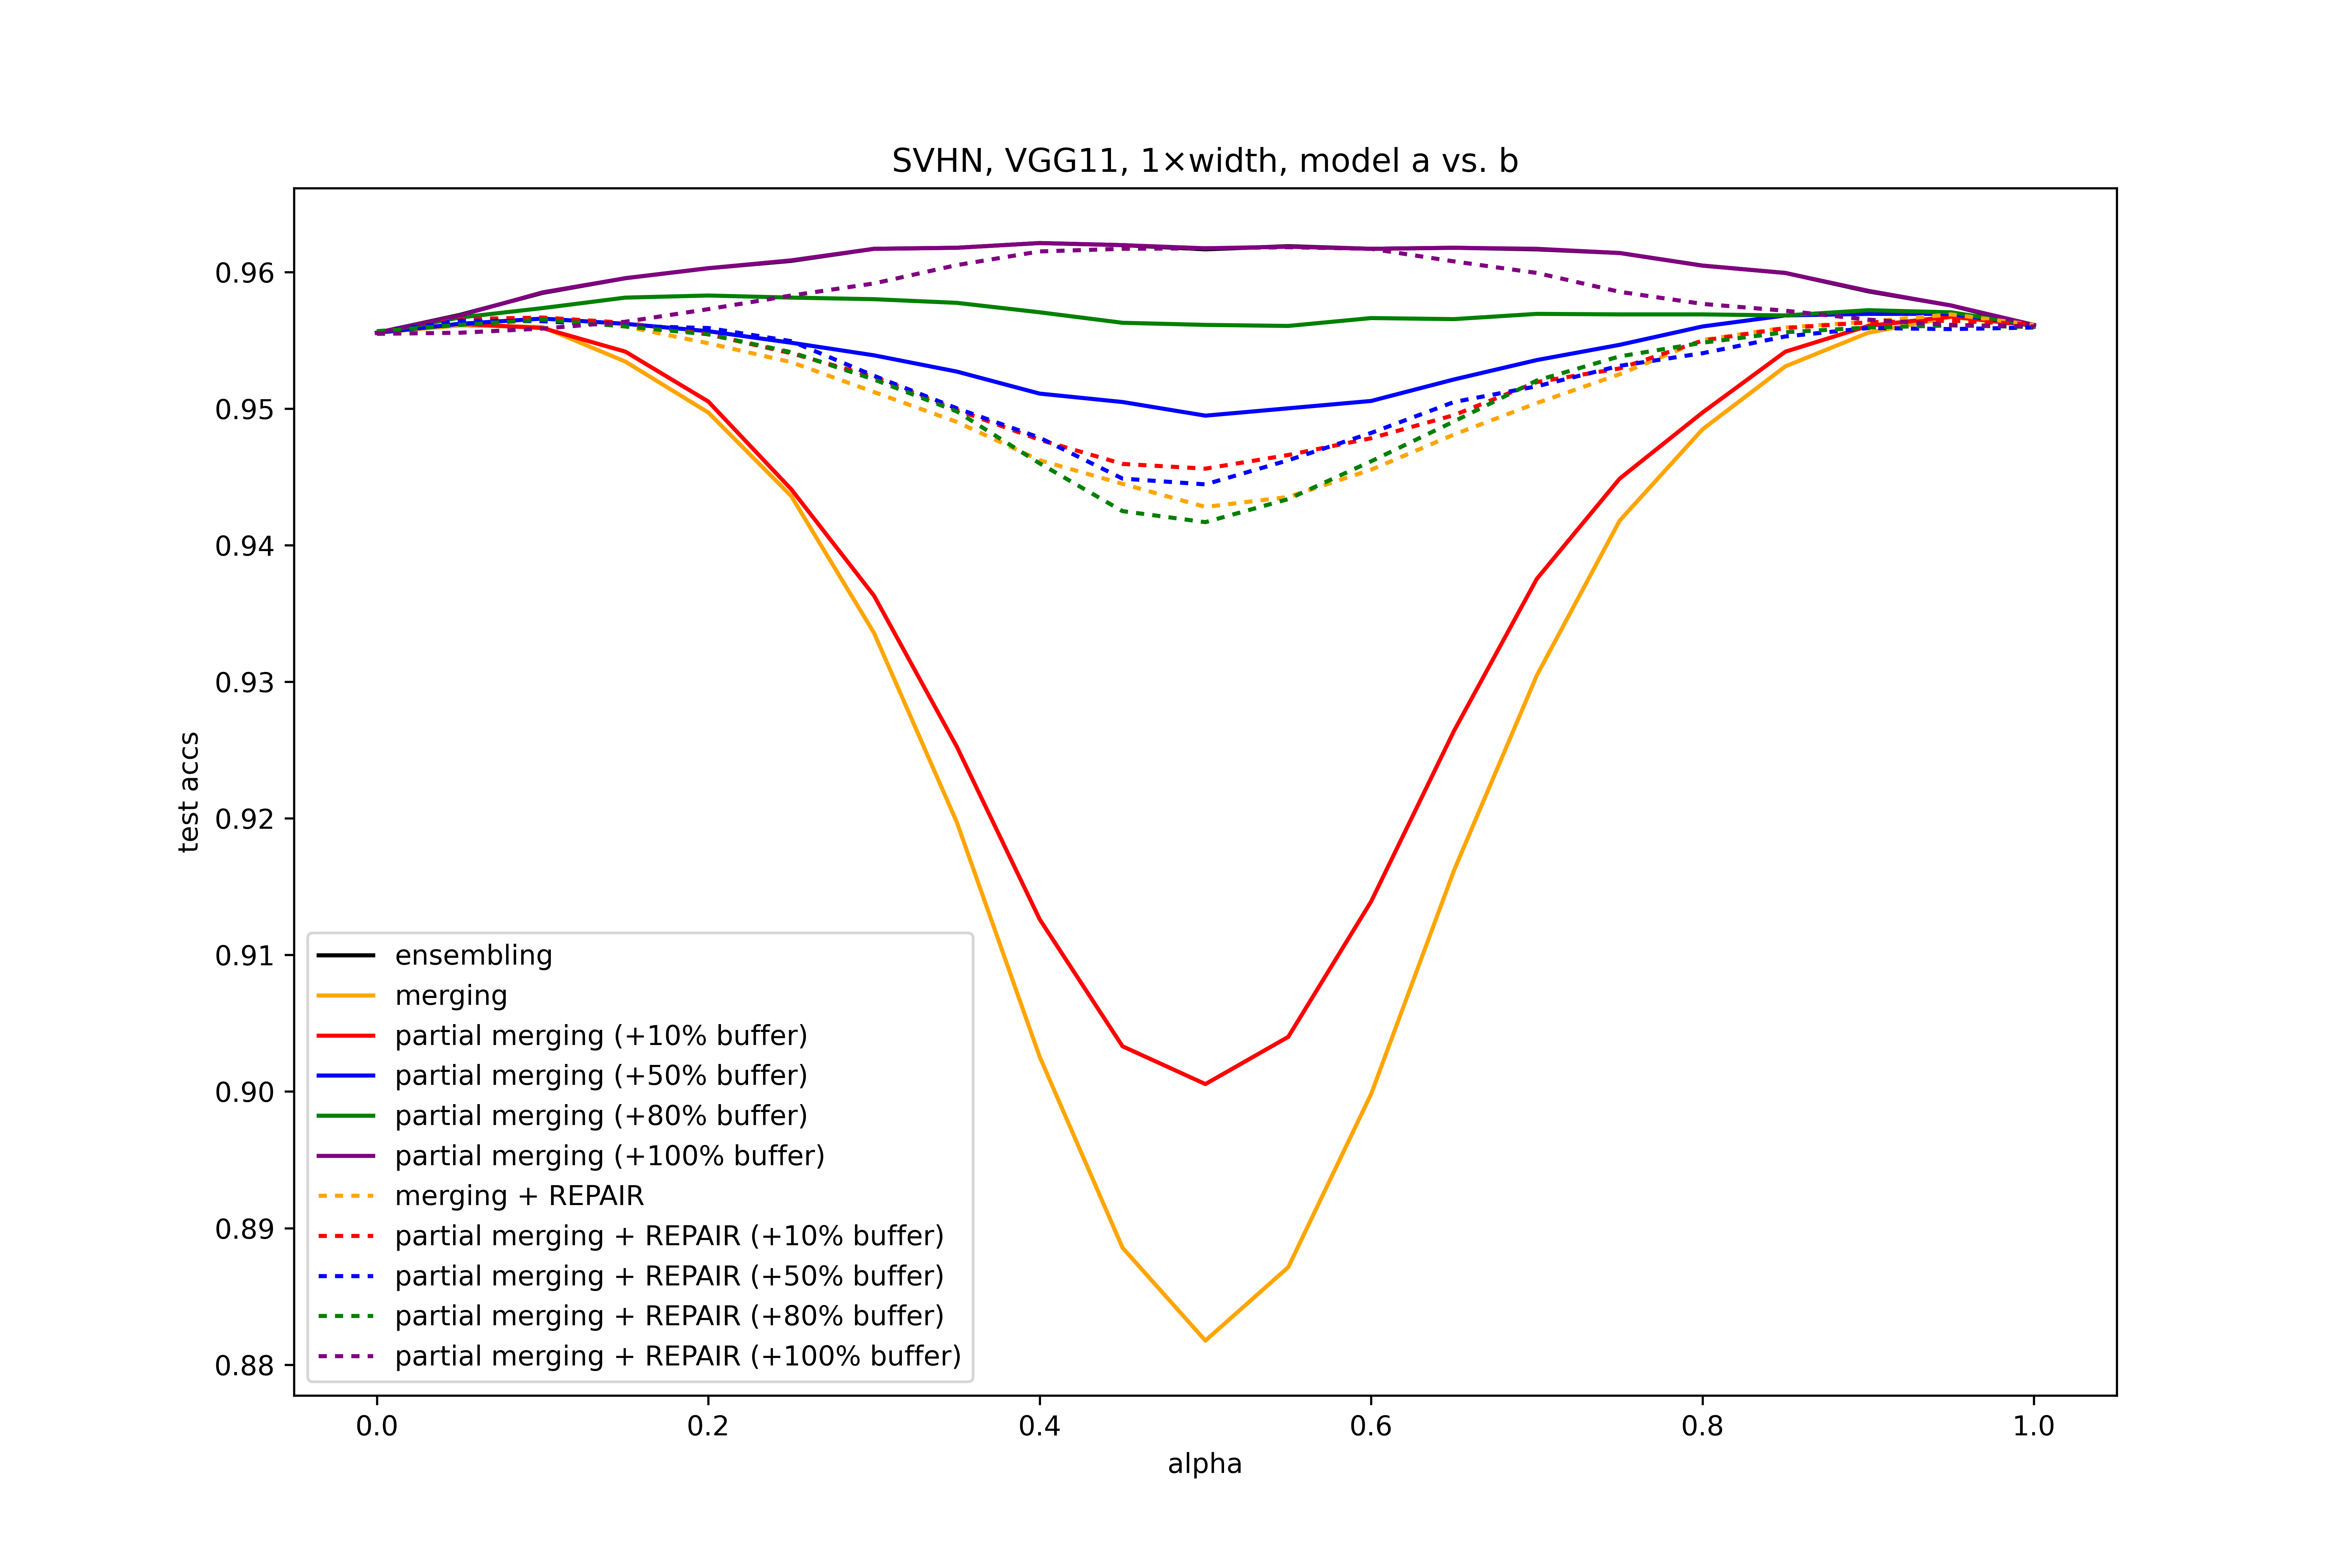 SVHN, VGG11, 1×width, model a vs. b
test accs
0.96
0.95
0.94
0.93
0.92
0.91
0.90
0.89
0.88
ensembling
merging
partial merging (+10% buffer)
partial merging (+50% buffer)
partial merging (+80% buffer)
partial merging (+100% buffer)
merging + REPAIR
partial merging + REPAIR (+10% buffer)
partial merging + REPAIR (+50% buffer)
partial merging + REPAIR (+80% buffer)
partial merging + REPAIR (+100% buffer)
0.0 0.2 0.4 0.6 0.8 1.0
alpha